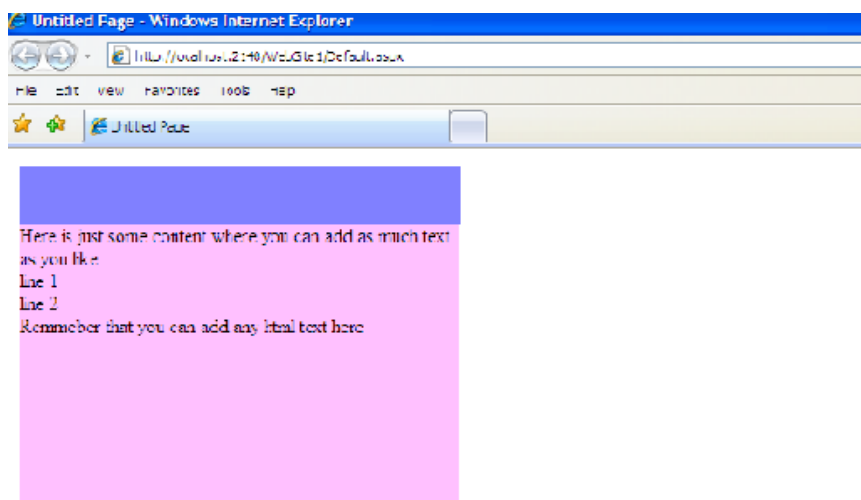 Untitled Page - Windows Internet Explorer
File Edit View Favorites Tools Help
Untitled Page
Here is just some content where you can add as much text
as you like
line 1
line 2
Remmeber that you can add any html text here